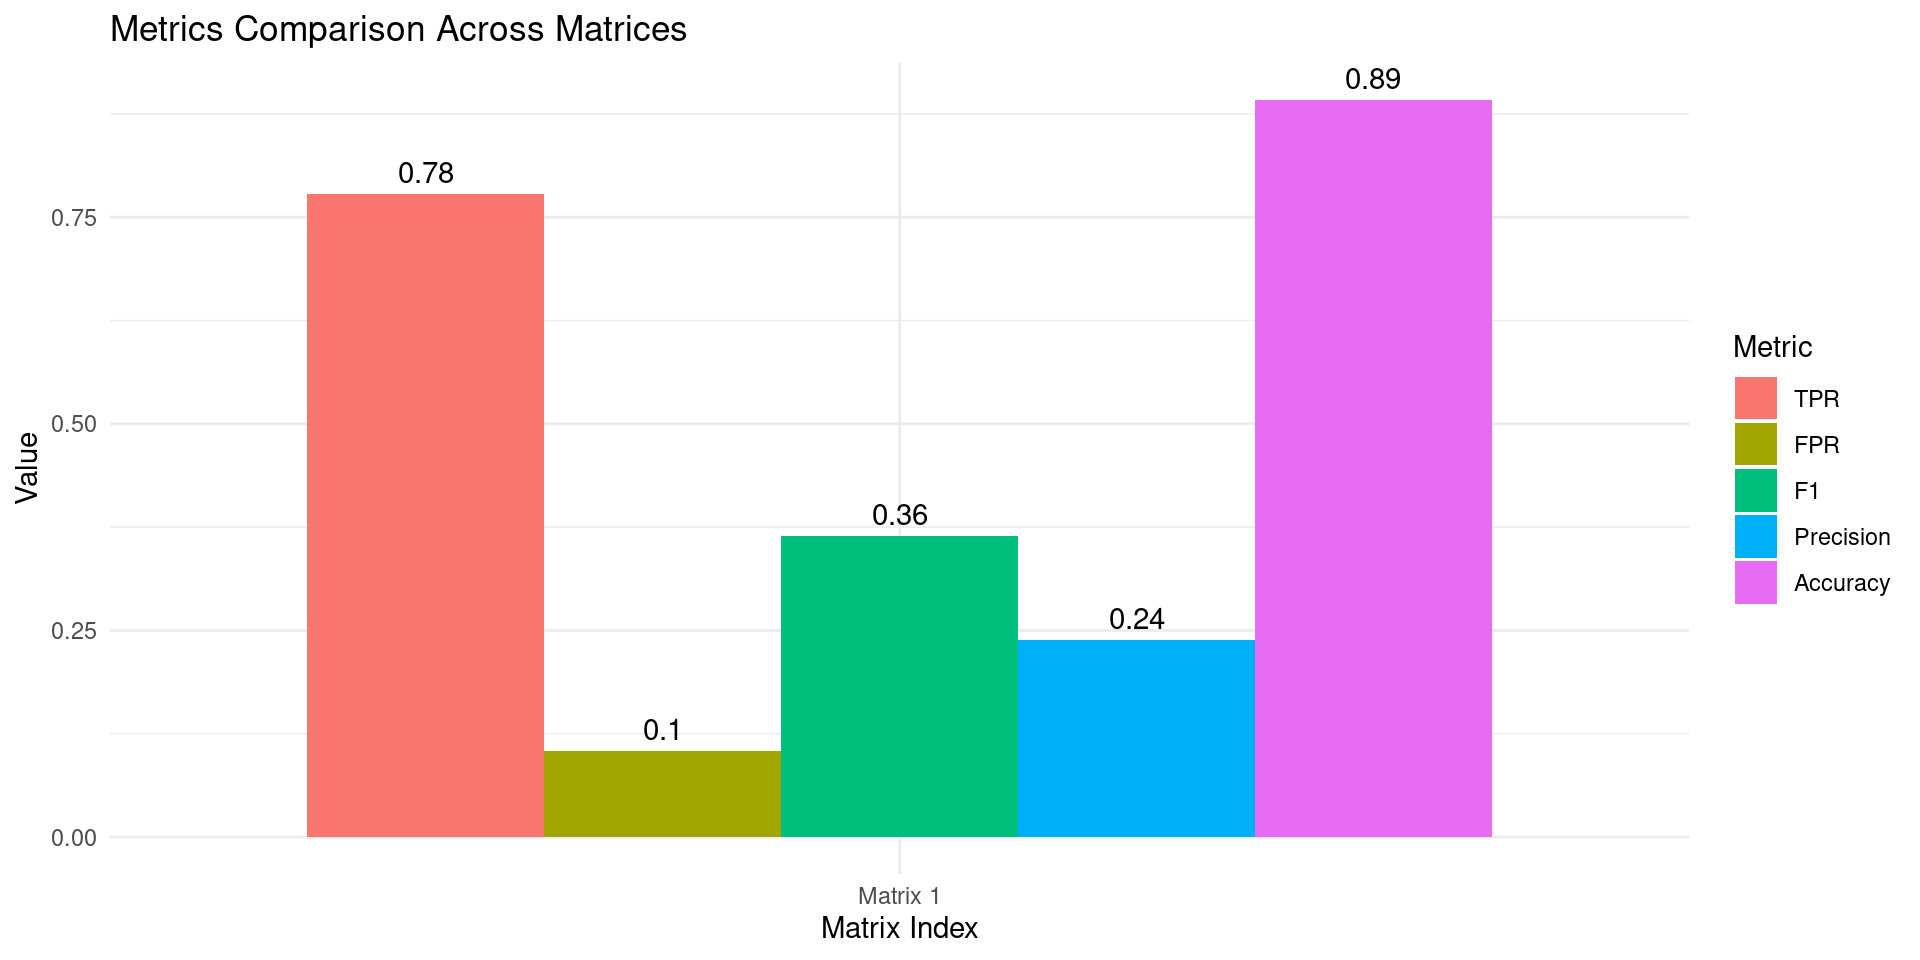 Metrics Comparison Across Matrices
0.89
0.78
0.75
0.50
0.36
0.25
0.24
0.1
0.00
Value
Matrix 1
Matrix Index
Metric
TPR
FPR
F1
Precision
Accuracy